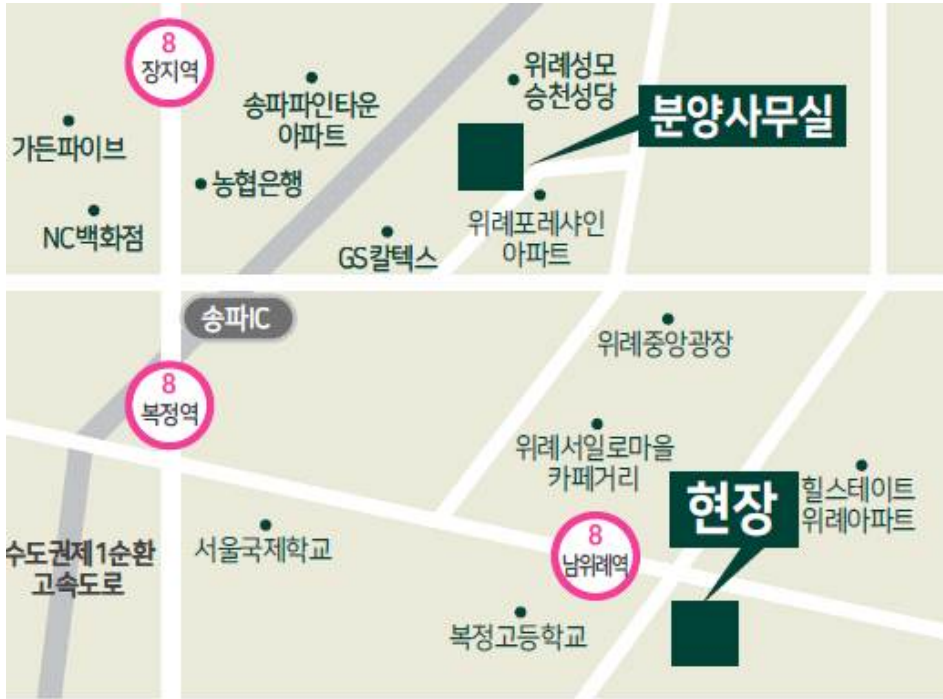 8
장지역
송파파인타운
아파트
위례성모
승천성당
분양사무실
가든파이브
농협은행
NC백화점
GS칼텍스
위례포레샤인
아파트
송파IC
위례중앙광장
8
복정역
위례서일로마을
카페거리
현장
힐스테이트
위례아파트
수도권제1순환
고속도로
서울국제학교
8
남위례역
복정고등학교